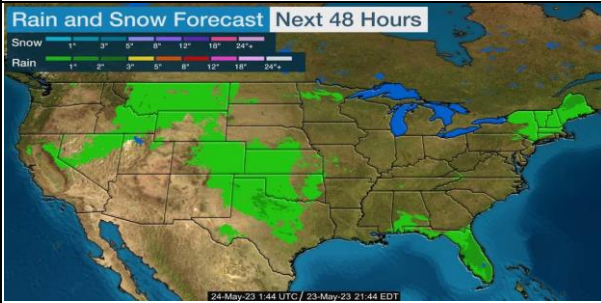 Rain and Snow Forecast Next 48 Hours
Snow 1" 3" 5" 8" 12" 18" 24"+
Rain 1" 2" 3" 5" 8" 12" 18" 24"+
24-May-23 1:44 UTC / 23-May-23 21:44 EDT